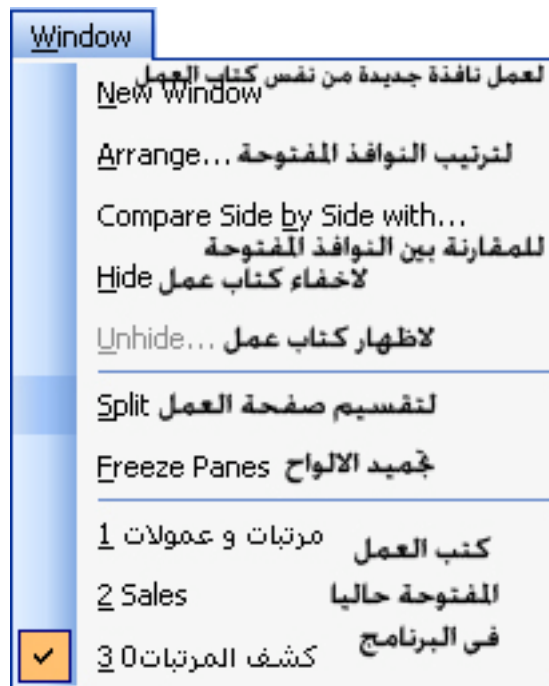 Window
لعمل نافذة جديدة من نفس كتاب العمل
New Window
Arrange... لترتيب النوافذ المفتوحة
Compare Side by Side with...
للمقارنة بين النوافذ المفتوحة
Hide لاخفاء كتاب عمل
Unhide... لاظهار كتاب عمل
Split لتقسيم صفحة العمل
Freeze Panes تجميد الالواح
1 مرتبات و عمولات كتب العمل
2 Sales المفتوحة حاليا
3 كشف المرتبات0 فى البرنامج